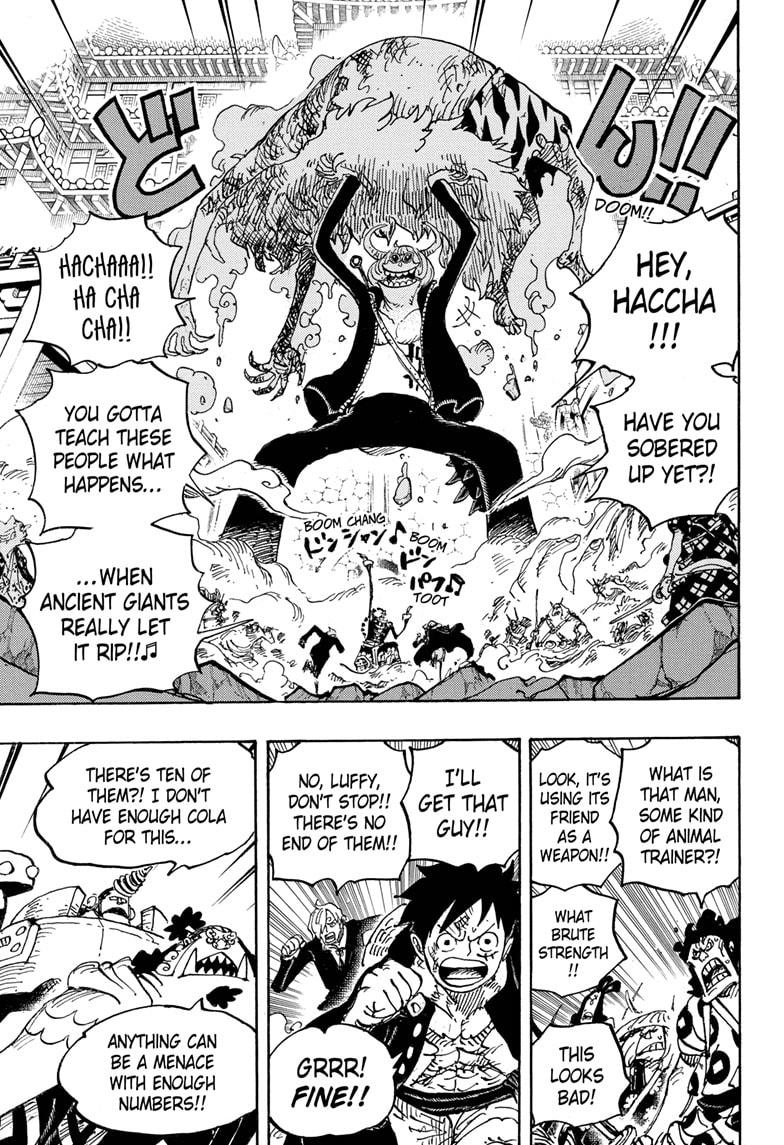 ど
ん!!
DOOM!!
HEY,
HACCHA
!!!
HAVE YOU
SOBERED
UP YET?!
HACHAAA!!
HA CHA
CHA!!
YOU GOTTA
TEACH THESE
PEOPLE WHAT
HAPPENS...
...WHEN
ANCIENT GIANTS
REALLY LET
IT RIP!!♫
BOOM CHANG
ドンシャン♪
BOOM
ドン
パフ♫
TOOT
WHAT IS
THAT MAN,
SOME KIND
OF ANIMAL
TRAINER?!
LOOK, IT'S
USING ITS
FRIEND
AS A
WEAPON!!
WHAT
BRUTE
STRENGTH
!!
THIS
LOOKS
BAD!
I'LL
GET THAT
GUY!!
NO, LUFFY,
DON'T STOP!!
THERE'S NO
END OF THEM!!
GRRR!
FINE!!
THERE'S TEN OF
THEM?! I DON'T
HAVE ENOUGH COLA
FOR THIS...
ANYTHING CAN
BE A MENACE
WITH ENOUGH
NUMBERS!!